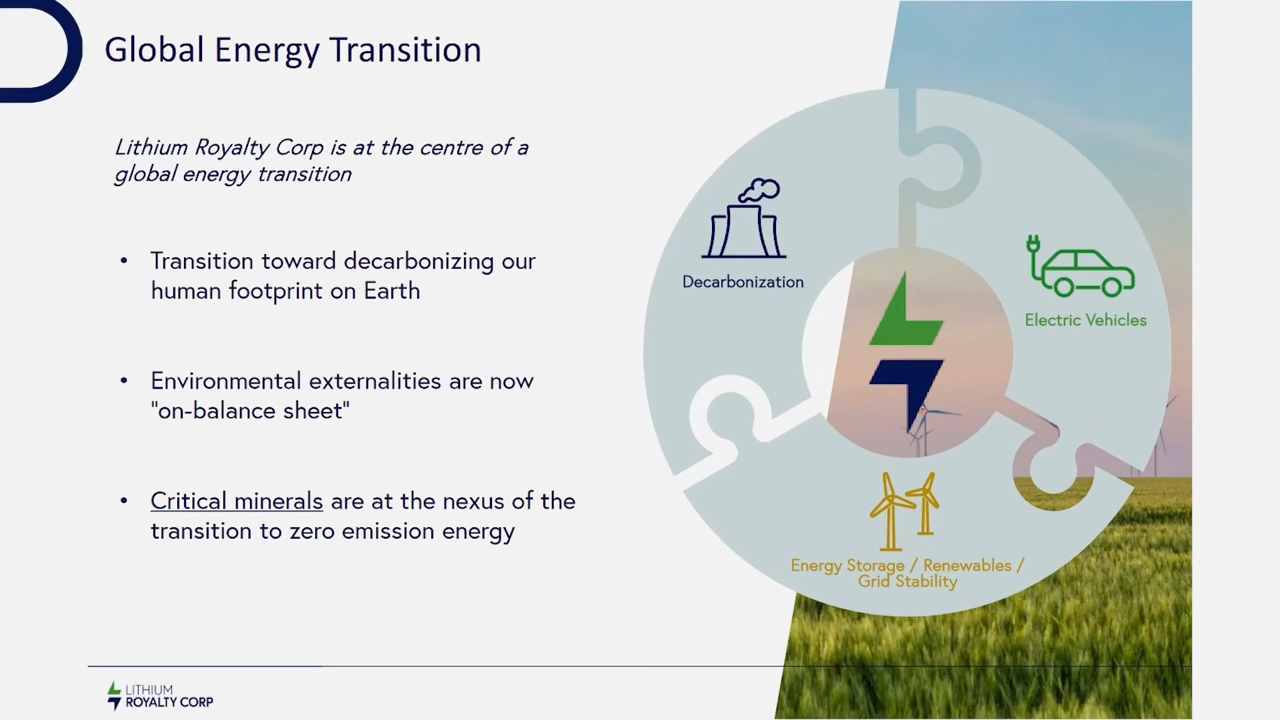 Global Energy Transition
Lithium Royalty Corp is at the centre of a
global energy transition
• Transition toward decarbonizing our
human footprint on Earth
• Environmental externalities are now
"on-balance sheet"
• Critical minerals are at the nexus of the
transition to zero emission energy
Decarbonization
Electric Vehicles
Energy Storage / Renewables /
Grid Stability
LITHIUM
ROYALTY CORP